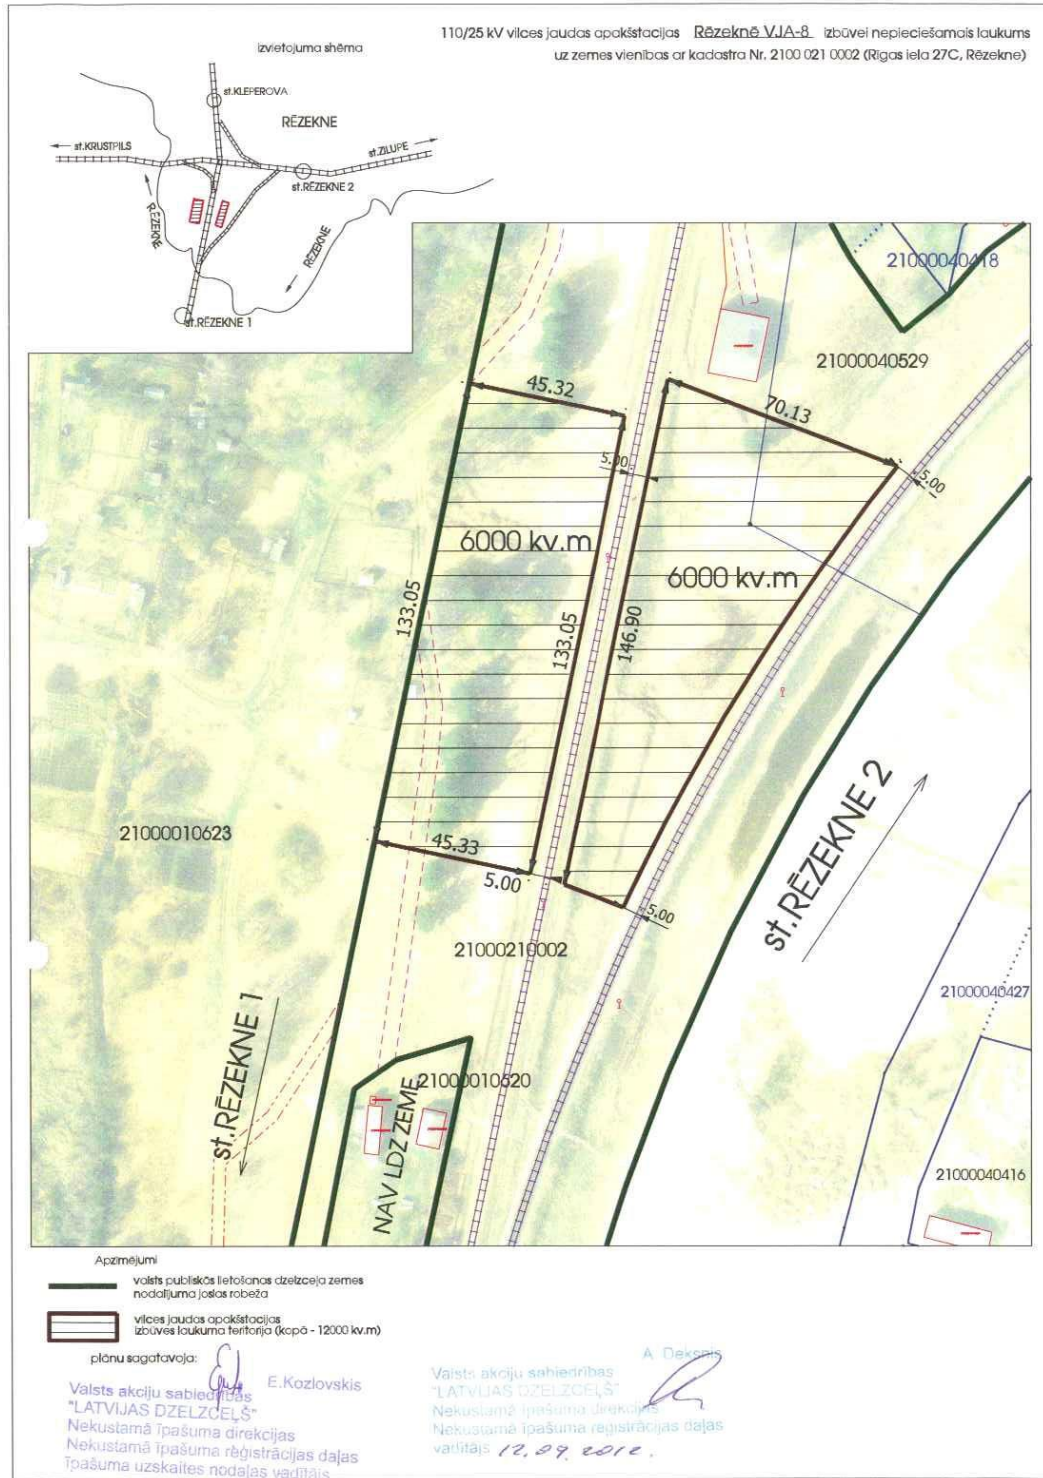 110/25 kV vilces jaudas apakšstacijas Rēzeknē VJA-8 izbūvei nepieciešamais laukums
uz zemes vienības ar kadastra Nr. 2100 021 0002 (Rīgas iela 27C, Rēzekne)
izvietojuma shēma
st.KLEPEROVA
RĒZEKNE
st.KRUSTPILS
st.ZILUPE
st.RĒZEKNE 2
RĒZEKNE
RĒZEKNE
st.RĒZEKNE 1
21000040418
21000040529
45.32
70.13
5.00
5.00
6000 kv.m
6000 kv.m
133.05
133.05
146.90
21000010623
45.33
5.00
5.00
st.RĒZEKNE 2
21000210002
21000040427
st.RĒZEKNE 1
21000010620
NAV LDZ ZEME
21000040416
Apzīmējumi
valsts publiskās lietošanas dzelzceļa zemes
nodalījuma joslas robeža
vilces jaudas apakšstacijas
izbūves laukuma teritorija (kopā - 12000 kv.m)
plānu sagatavoja:
E.Kozlovskis
Valsts akciju sabiedrības
"LATVIJAS DZELZCEĻŠ"
Nekustamā īpašuma direkcijas
Nekustamā īpašuma reģistrācijas daļas
īpašuma uzskaites nodaļas vadītājs
A. Deksnis
Valsts akciju sabiedrības
"LATVIJAS DZELZCEĻŠ"
Nekustamā īpašuma direkcijas
Nekustamā īpašuma reģistrācijas daļas
vadītājs 12.09.2012.